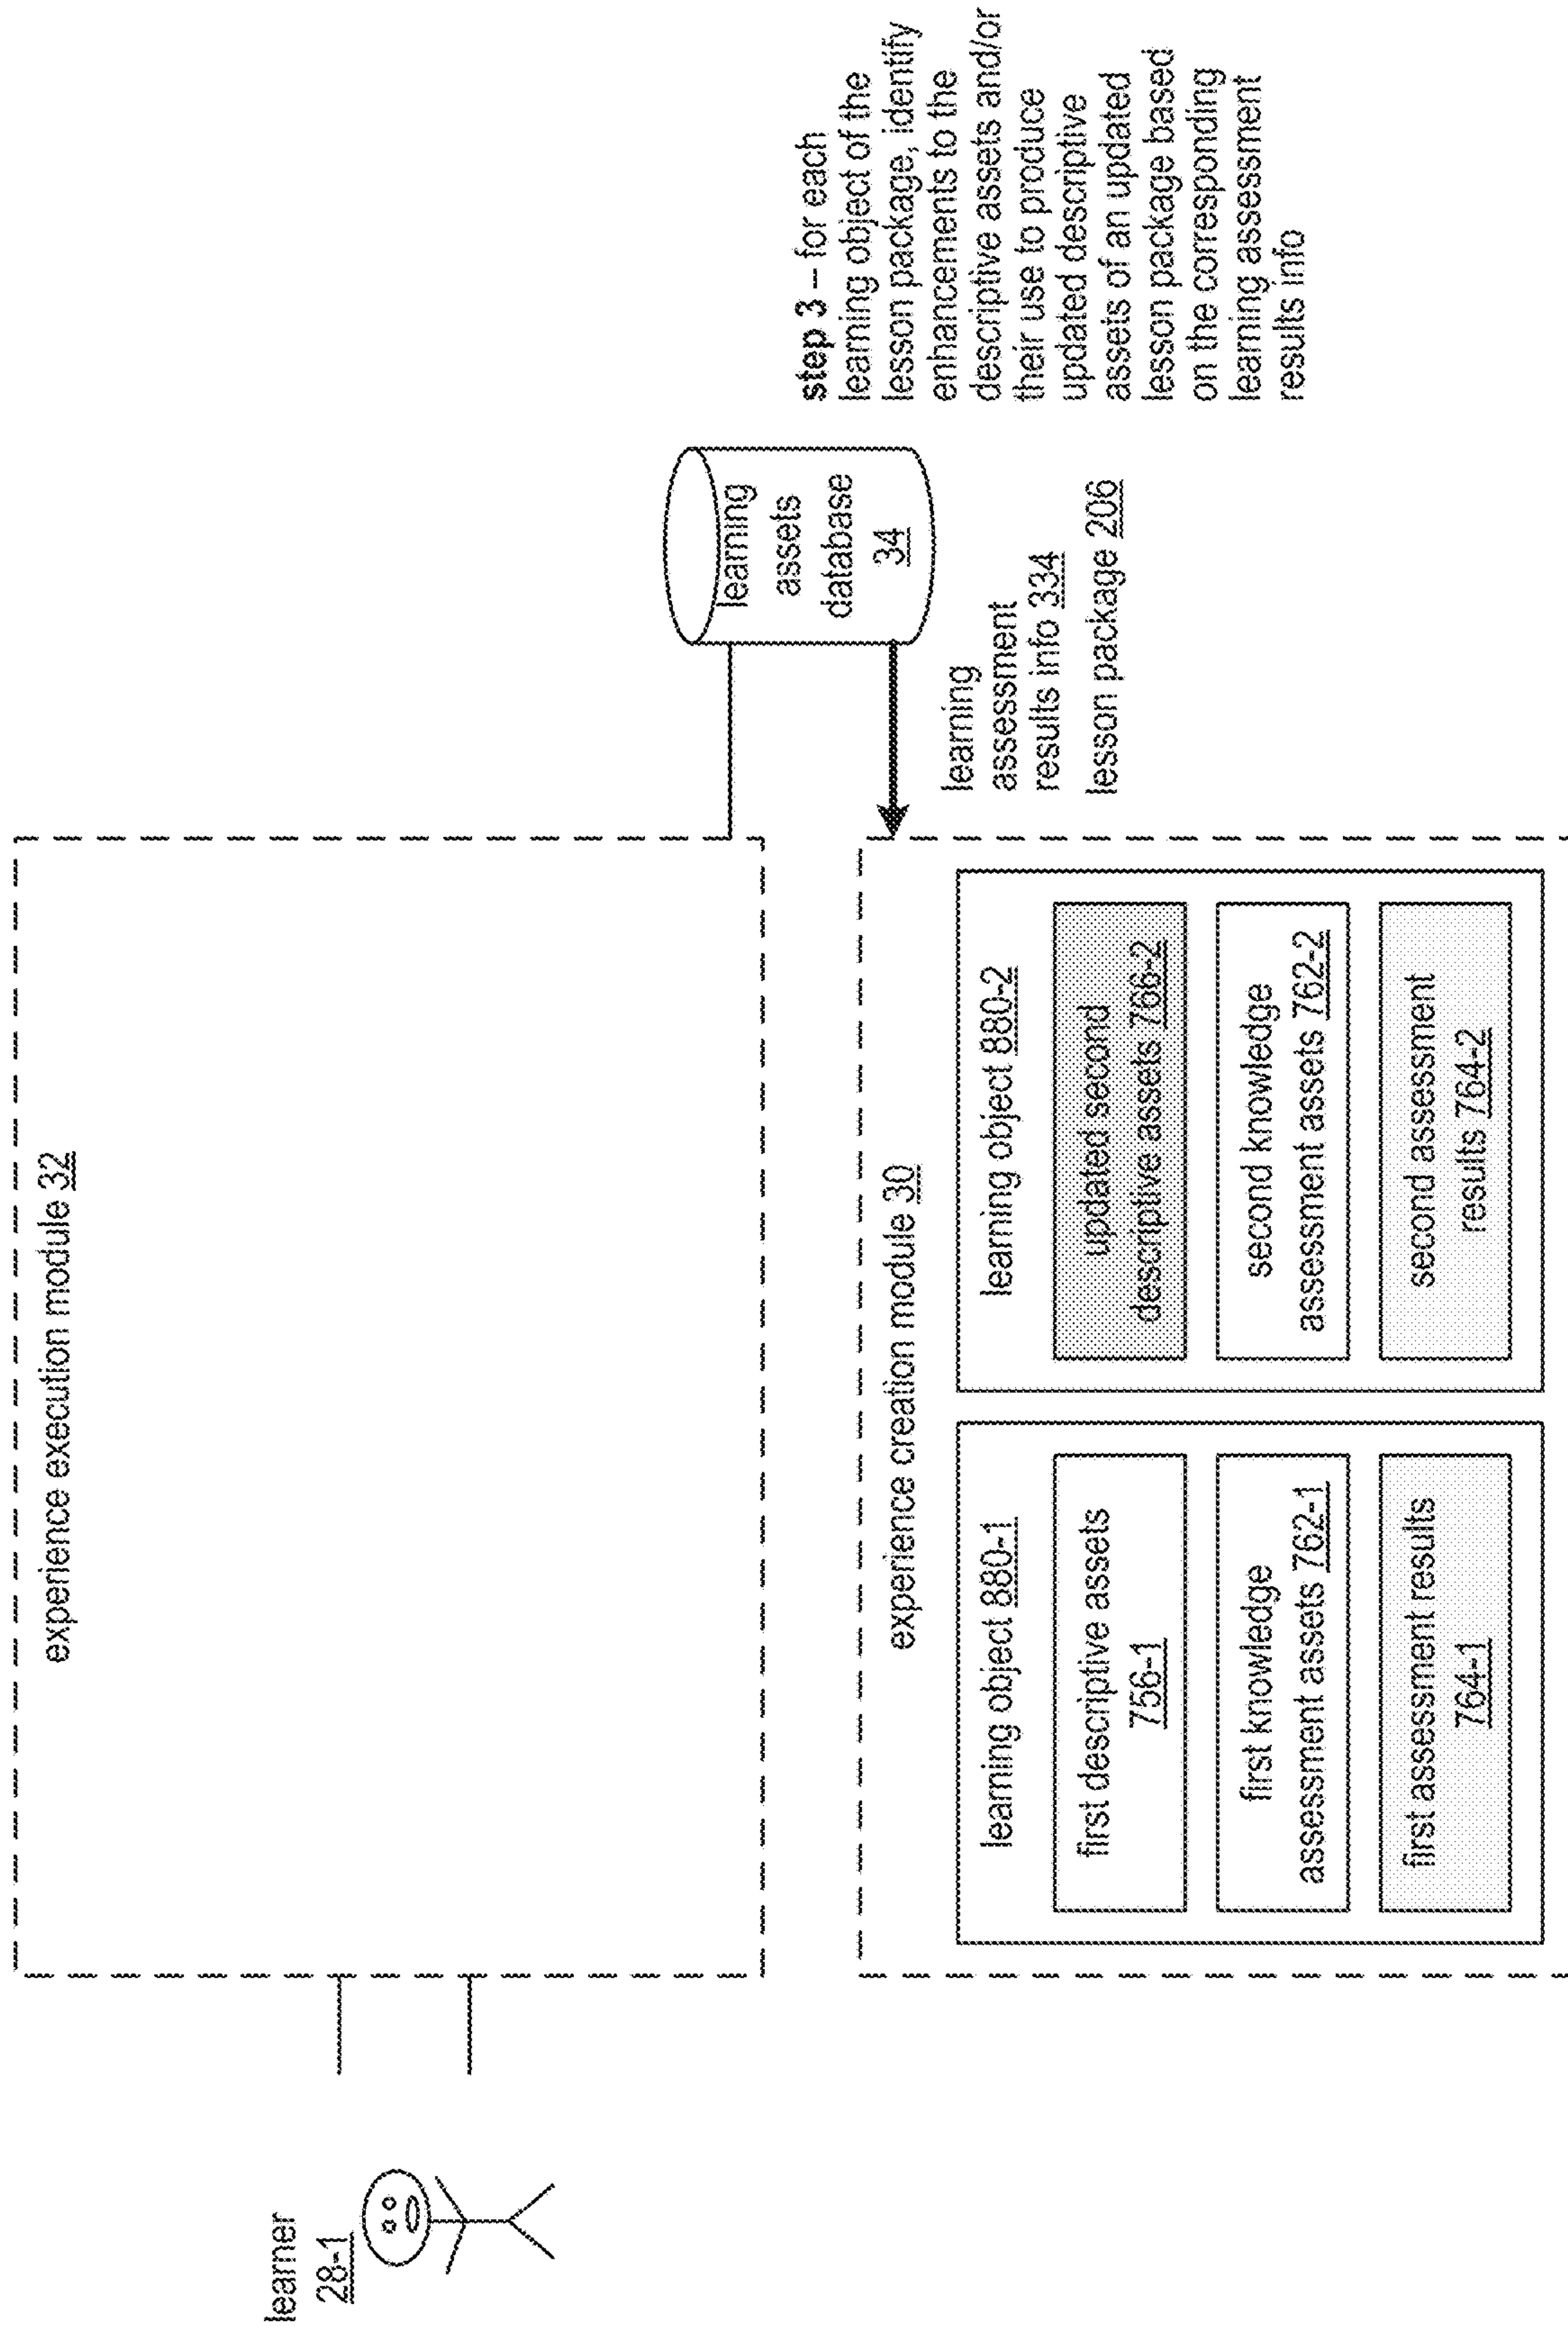 learner
28-1
experience execution module 32
learning
assets
database
34
experience creation module 30
learning object 880-1
first descriptive assets
756-1
first knowledge
assessment assets 762-1
first assessment results
764-1
learning object 880-2
updated second
descriptive assets 766-2
second knowledge
assessment assets 762-2
second assessment
results 764-2
learning
assessment
results info 334
lesson package 206
step 3 – for each
learning object of the
lesson package, identify
enhancements to the
descriptive assets and/or
their use to produce
updated descriptive
assets of an updated
lesson package based
on the corresponding
learning assessment
results info